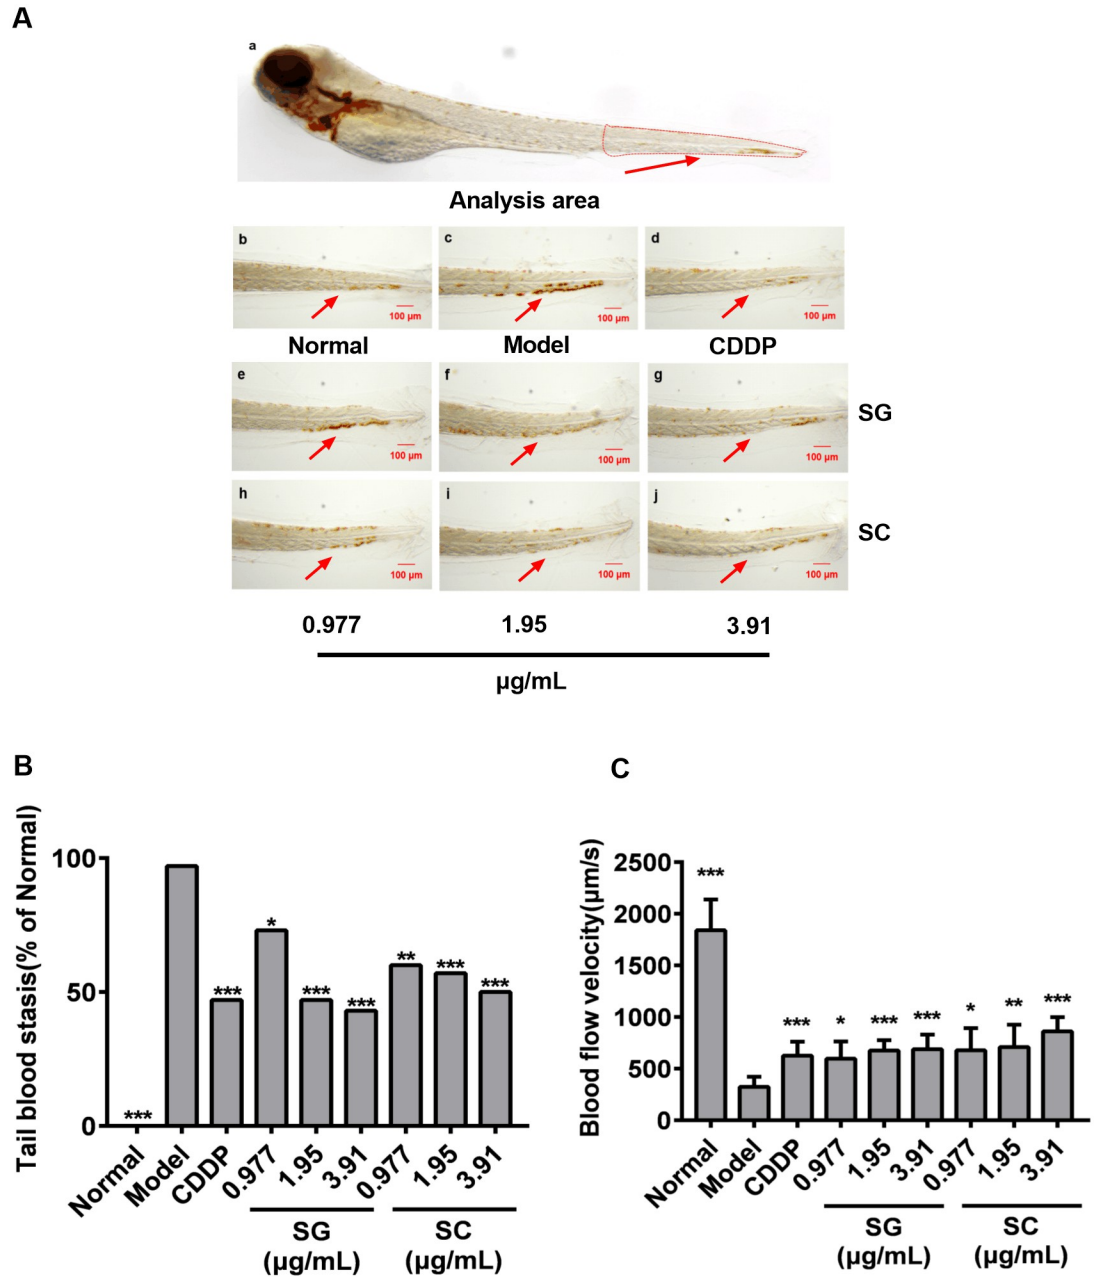 A
a
Analysis area
b
c
d
100 μm
100 μm
100 μm
Normal
Model
CDDP
e
f
g
SG
100 μm
100 μm
100 μm
h
i
j
SC
100 μm
100 μm
100 μm
0.977
1.95
3.91
μg/mL
B
Tail blood stasis(% of Normal)
100
50
0
***
***
*
***
***
**
***
***
Normal
Model
CDDP
0.977
1.95
3.91
0.977
1.95
3.91
SG
(μg/mL)
SC
(μg/mL)
C
Blood flow velocity(μm/s)
2500
2000
1500
1000
500
0
***
***
*
***
***
*
**
***
Normal
Model
CDDP
0.977
1.95
3.91
0.977
1.95
3.91
SG
(μg/mL)
SC
(μg/mL)